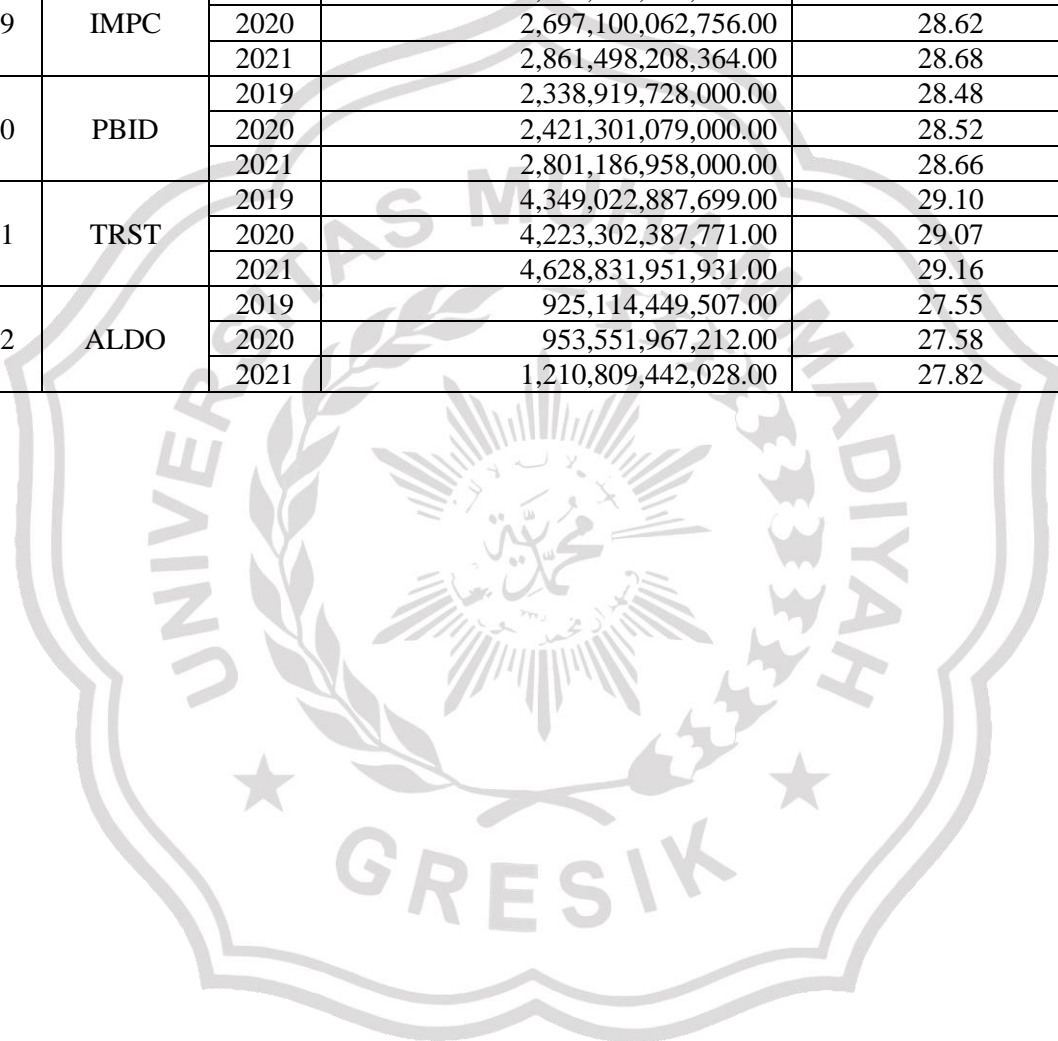 9 IMPC 2020 2,697,100,062,756.00 28.62
2021 2,861,498,208,364.00 28.68
2019 2,338,919,728,000.00 28.48
0 PBID 2020 2,421,301,079,000.00 28.52
2021 2,801,186,958,000.00 28.66
2019 4,349,022,887,699.00 29.10
1 TRST 2020 4,223,302,387,771.00 29.07
2021 4,628,831,951,931.00 29.16
2019 925,114,449,507.00 27.55
2 ALDO 2020 953,551,967,212.00 27.58
2021 1,210,809,442,028.00 27.82
UNIVERSITAS MUHAMMADIYAH
محمد
GRESIK